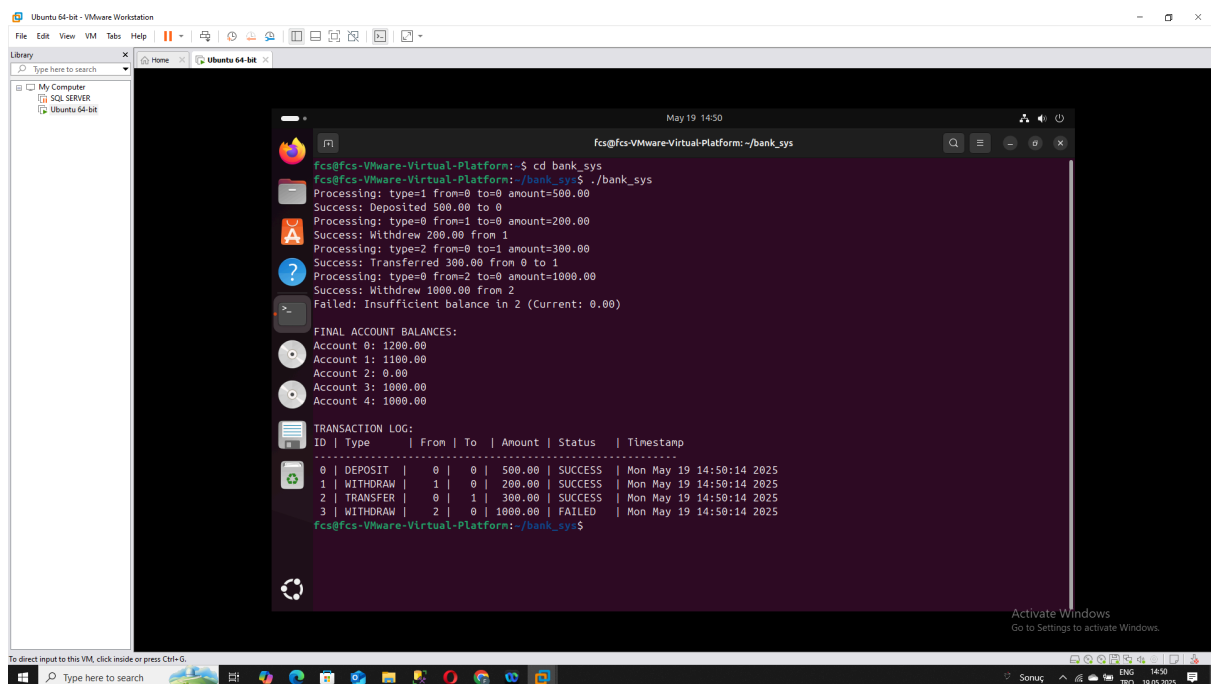 Ubuntu 64-bit - VMware Workstation
File Edit View VM Tabs Help
Library
Type here to search
My Computer
SQL SERVER
Ubuntu 64-bit
Home
Ubuntu 64-bit
May 19 14:50
fcs@fcs-VMware-Virtual-Platform: ~/bank_sys
fcs@fcs-VMware-Virtual-Platform:~$ cd bank_sys
fcs@fcs-VMware-Virtual-Platform:~/bank_sys$ ./bank_sys
Processing: type=1 from=0 to=0 amount=500.00
Success: Deposited 500.00 to 0
Processing: type=0 from=1 to=0 amount=200.00
Success: Withdrew 200.00 from 1
Processing: type=2 from=0 to=1 amount=300.00
Success: Transferred 300.00 from 0 to 1
Processing: type=0 from=2 to=0 amount=1000.00
Success: Withdrew 1000.00 from 2
Failed: Insufficient balance in 2 (Current: 0.00)
FINAL ACCOUNT BALANCES:
Account 0: 1200.00
Account 1: 1100.00
Account 2: 0.00
Account 3: 1000.00
Account 4: 1000.00
TRANSACTION LOG:
ID | Type | From | To | Amount | Status | Timestamp
-----------------------------------------------------------
0 | DEPOSIT | 0 | 0 | 500.00 | SUCCESS | Mon May 19 14:50:14 2025
1 | WITHDRAW | 1 | 0 | 200.00 | SUCCESS | Mon May 19 14:50:14 2025
2 | TRANSFER | 0 | 1 | 300.00 | SUCCESS | Mon May 19 14:50:14 2025
3 | WITHDRAW | 2 | 0 | 1000.00 | FAILED | Mon May 19 14:50:14 2025
fcs@fcs-VMware-Virtual-Platform:~/bank_sys$
Activate Windows
Go to Settings to activate Windows.
To direct input to this VM, click inside or press Ctrl+G.
Type here to search
Sonuç
ENG
14:50
TRQ
19.05.2025